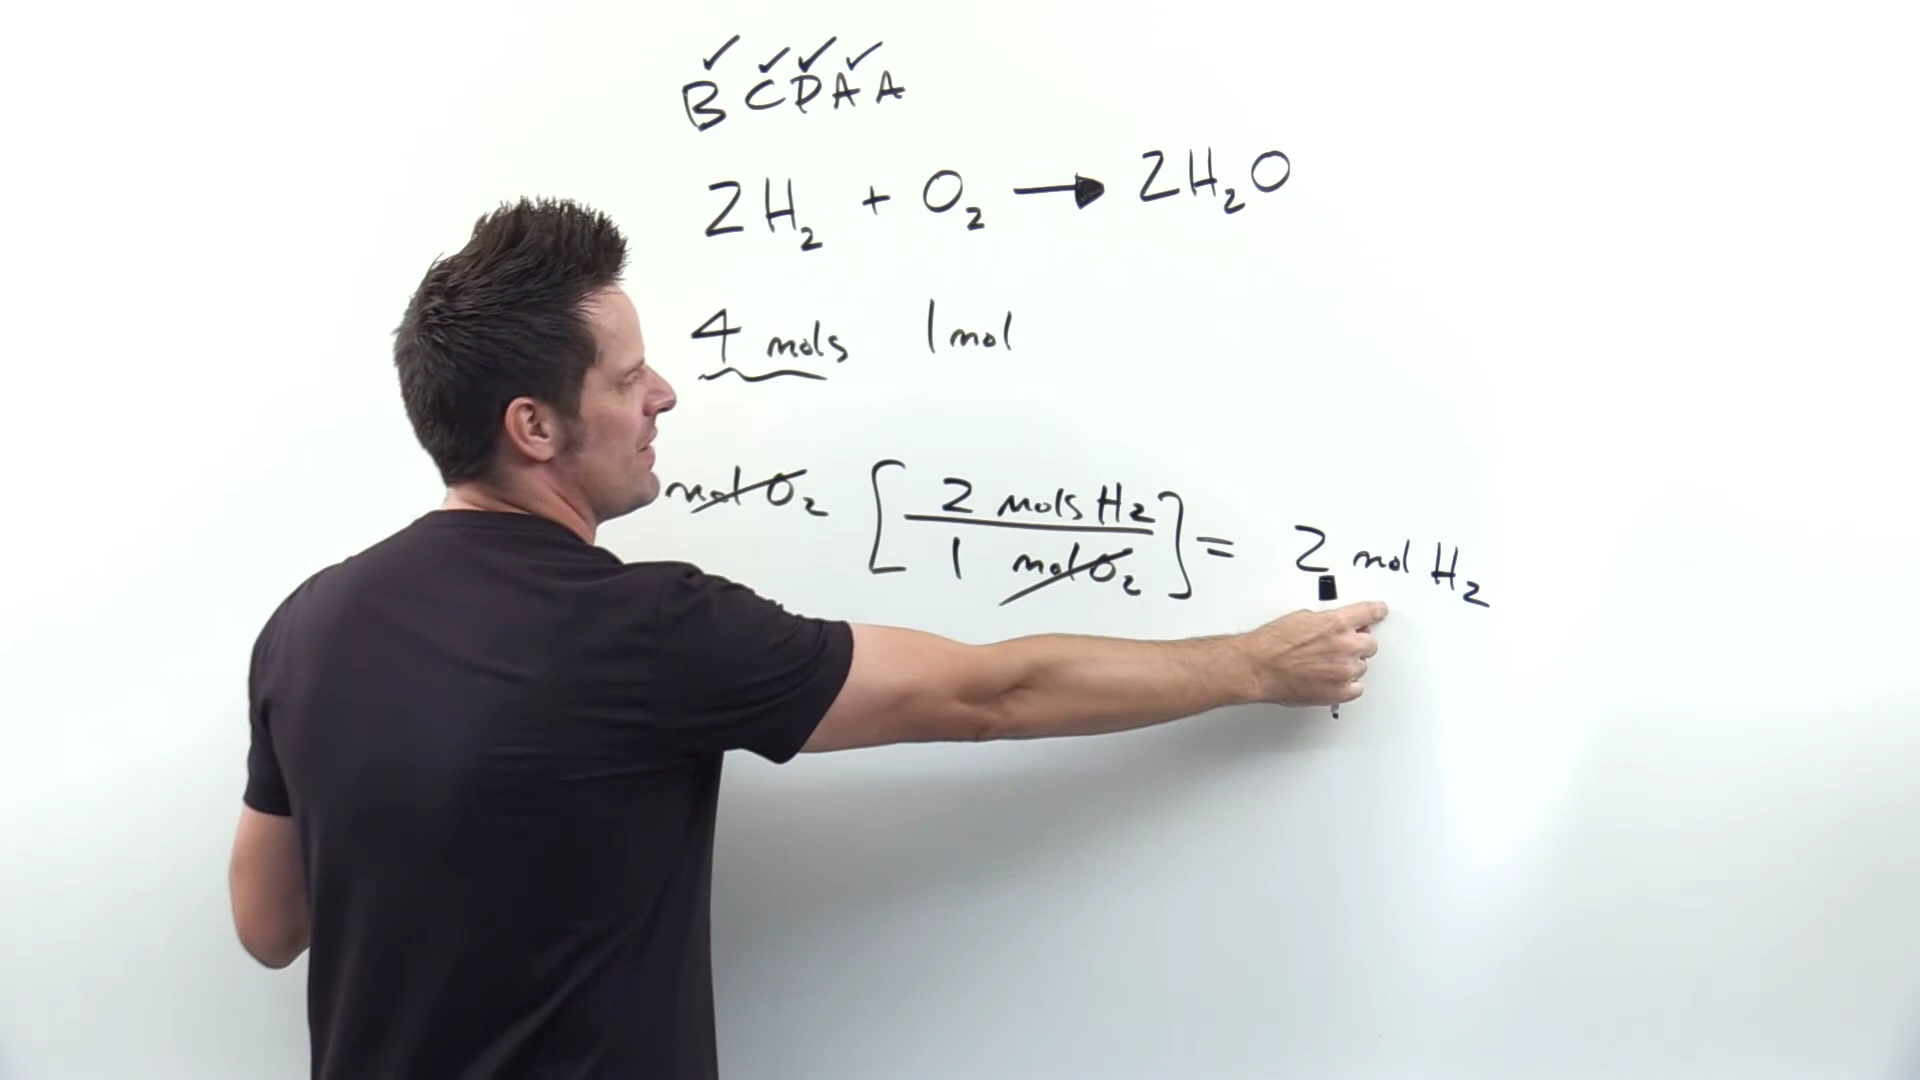 ✓ ✓ ✓ ✓
B C D A A
2H₂ + O₂ → 2H₂O
4 mols 1 mol
mol O₂ [ 2 mols H₂ / 1 mol O₂ ] = 2 mol H₂